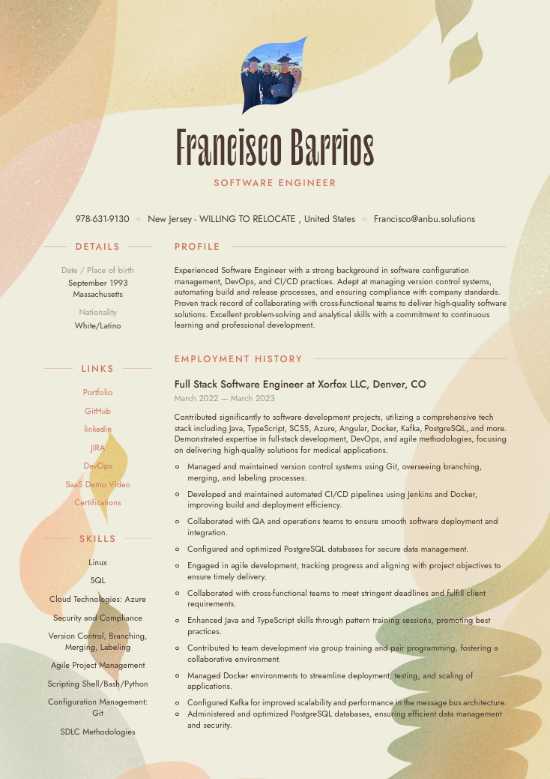 Francisco Barrios
SOFTWARE ENGINEER
978-631-9130 New Jersey - WILLING TO RELOCATE , United States Francisco@anbu.solutions
DETAILS
Date / Place of birth
September 1993
Massachusetts
Nationality
White/Latino
LINKS
Portfolio
GitHub
linkedin
JIRA
DevOps
SaaS Demo Video
Certifications
SKILLS
Linux
SQL
Cloud Technologies: Azure
Security and Compliance
Version Control, Branching,
Merging, Labeling
Agile Project Management
Scripting Shell/Bash/Python
Configuration Management:
Git
SDLC Methodologies
PROFILE
Experienced Software Engineer with a strong background in software configuration
management, DevOps, and CI/CD practices. Adept at managing version control systems,
automating build and release processes, and ensuring compliance with company standards.
Proven track record of collaborating with cross-functional teams to deliver high-quality software
solutions. Excellent problem-solving and analytical skills with a commitment to continuous
learning and professional development.
EMPLOYMENT HISTORY
Full Stack Software Engineer at Xorfox LLC, Denver, CO
March 2022 — March 2023
Contributed significantly to software development projects, utilizing a comprehensive tech
stack including Java, TypeScript, SCSS, Azure, Angular, Docker, Kafka, PostgreSQL, and more.
Demonstrated expertise in full-stack development, DevOps, and agile methodologies, focusing
on delivering high-quality solutions for medical applications.
Managed and maintained version control systems using Git, overseeing branching,
merging, and labeling processes.
Developed and maintained automated CI/CD pipelines using Jenkins and Docker,
improving build and deployment efficiency.
Collaborated with QA and operations teams to ensure smooth software deployment and
integration.
Configured and optimized PostgreSQL databases for secure data management.
Engaged in agile development, tracking progress and aligning with project objectives to
ensure timely delivery.
Collaborated with cross-functional teams to meet stringent deadlines and fulfill client
requirements.
Enhanced Java and TypeScript skills through pattern training sessions, promoting best
practices.
Contributed to team development via group training and pair programming, fostering a
collaborative environment.
Managed Docker environments to streamline deployment, testing, and scaling of
applications.
Configured Kafka for improved scalability and performance in the message bus architecture.
Administered and optimized PostgreSQL databases, ensuring efficient data management
and security.